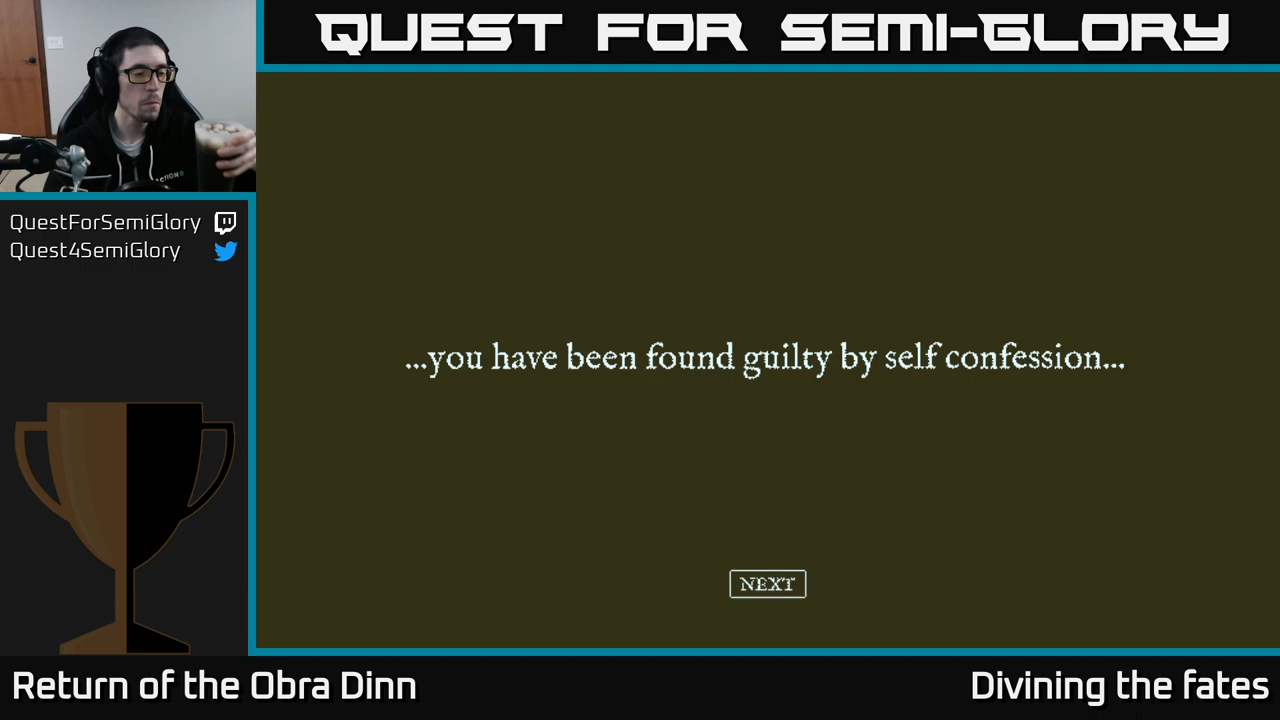 QUEST FOR SEMI-GLORY
QuestForSemiGlory
Quest4SemiGlory
...you have been found guilty by self confession...
NEXT
Return of the Obra Dinn
Divining the fates